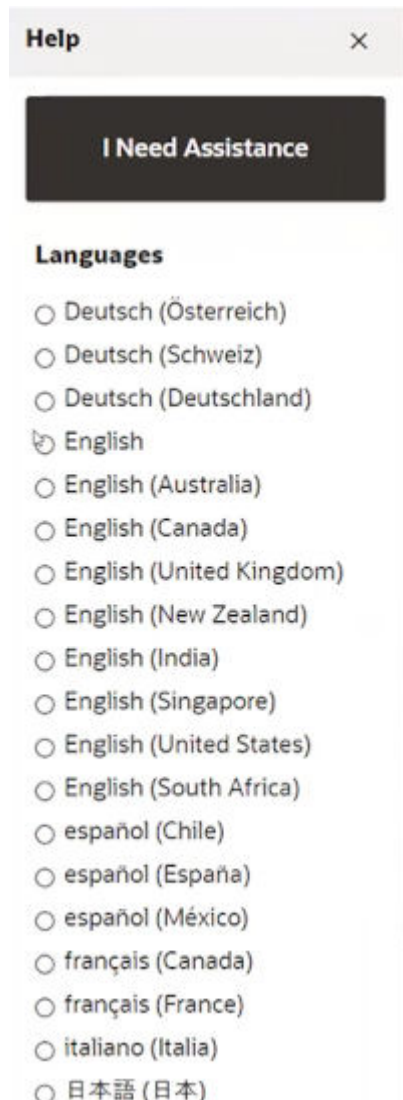 Help
I Need Assistance
Languages
Deutsch (Österreich)
Deutsch (Schweiz)
Deutsch (Deutschland)
English
English (Australia)
English (Canada)
English (United Kingdom)
English (New Zealand)
English (India)
English (Singapore)
English (United States)
English (South Africa)
español (Chile)
español (España)
español (México)
français (Canada)
français (France)
italiano (Italia)
日本語 (日本)